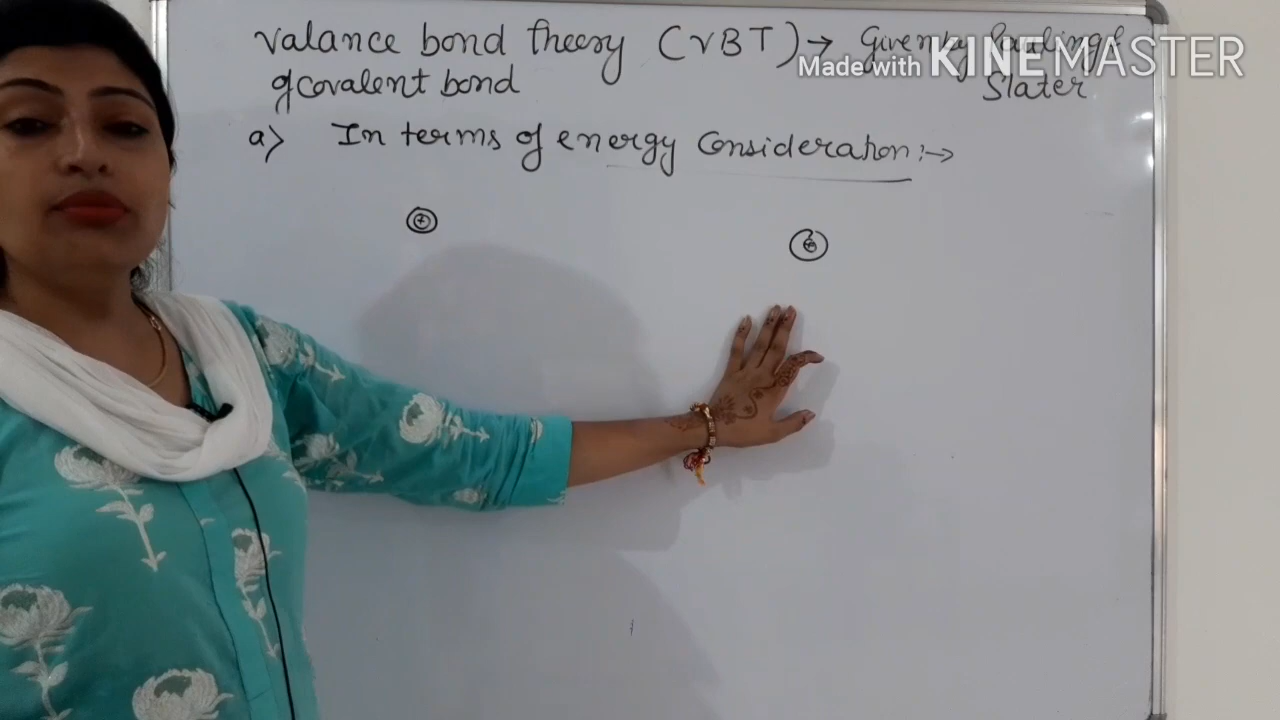 valance bond theory (VBT) → Given by Pauling &
Made with KINEMASTER
of covalent bond Slater
a) In terms of energy Consideration :→
+
+